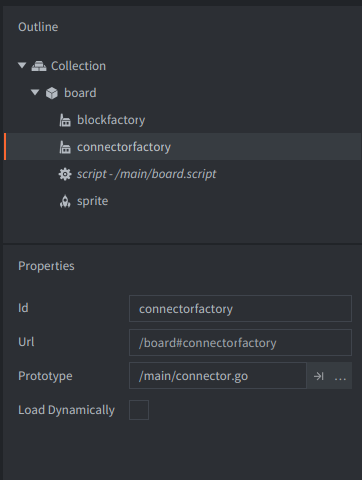 Outline
Collection
board
blockfactory
connectorfactory
script - /main/board.script
sprite
Properties
Id connectorfactory
Url /board#connectorfactory
Prototype /main/connector.go ...
Load Dynamically